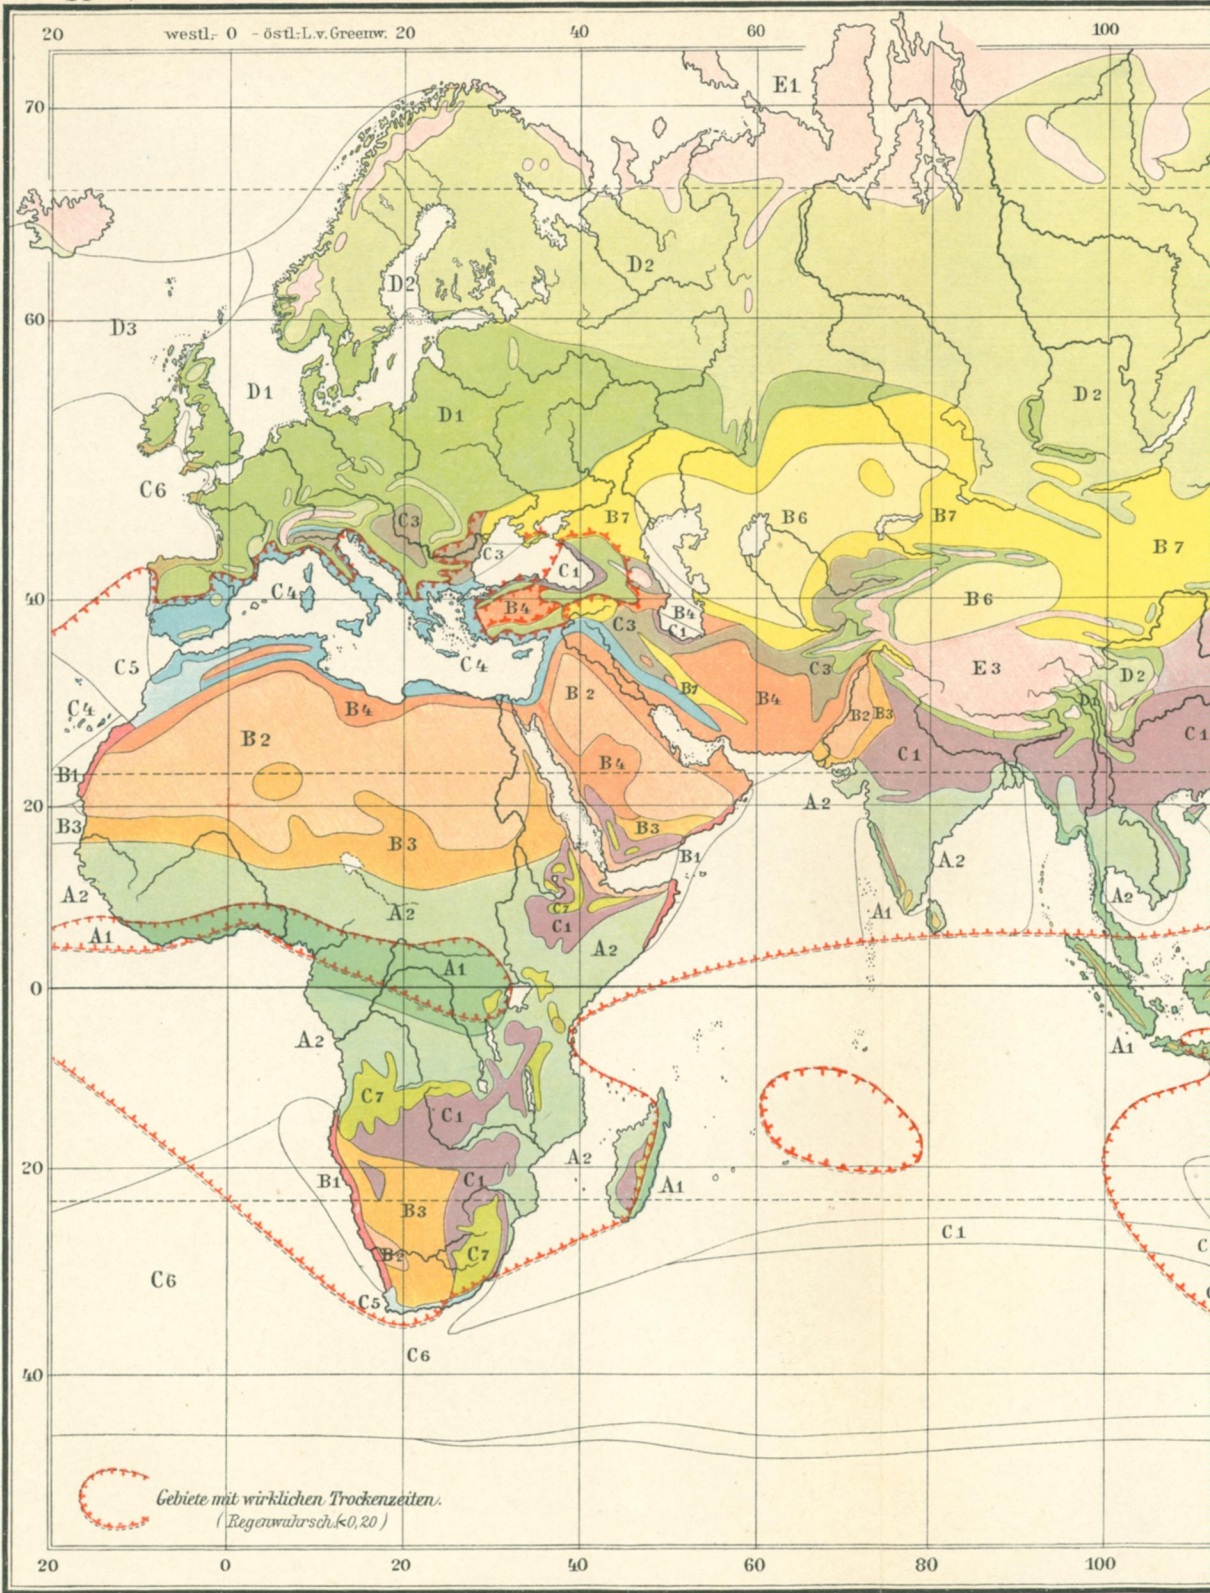 20 westl.- 0 - östl.-L.v.Greenw. 20 40 60 100
E1
70
D2
D2
60
D3
D1
D2
D1
C6
C3
B7
B6
B7
C3
B7
C1
40
C4
B4
B4
B6
C1
C3
C5
C4
C3
E3
D2
B7
C4
B2
B4
B4
B2
B3
D1
B2
C1
C1
B4
B1
20
A2
B3
B3
B3
B1
A2
A2
A2
C7
A2
A1
C1
A1
A2
A1
0
A2
A1
C7
C1
A2
20
B1
C1
A1
B3
C1
B2
C7
C6
C5
C6
40
Gebiete mit wirklichen Trockenzeiten.
(Regenwahrsch.<0,20)
20 0 20 40 60 80 100